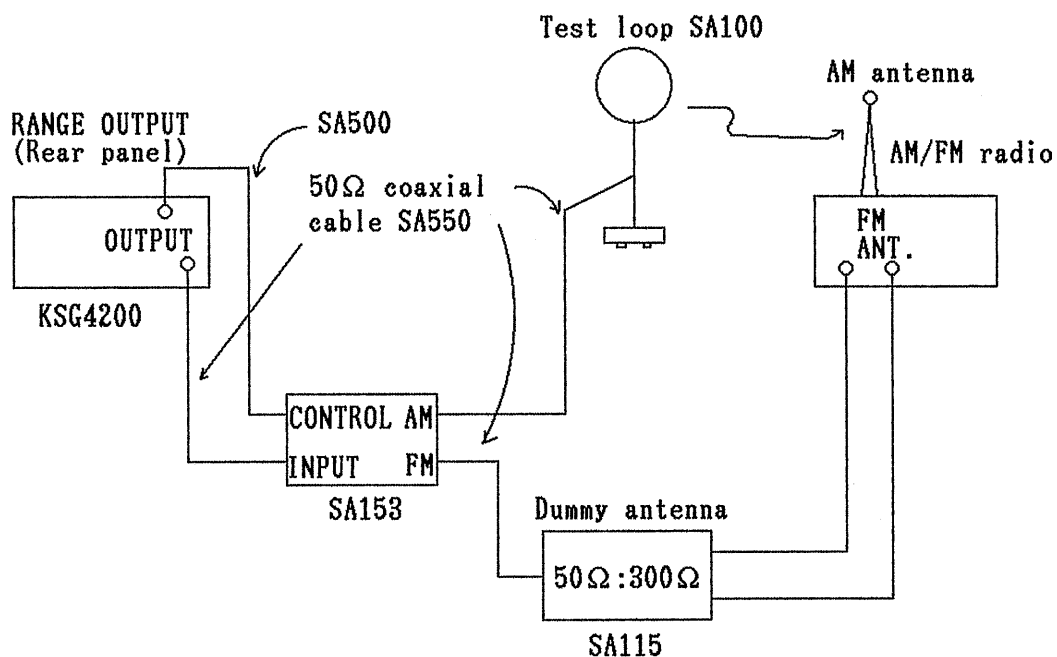 Test loop SA100
AM antenna
RANGE OUTPUT
(Rear panel)
SA500
AM/FM radio
50Ω coaxial
cable SA550
OUTPUT
FM
ANT.
KSG4200
CONTROL AM
INPUT FM
SA153
Dummy antenna
50Ω:300Ω
SA115